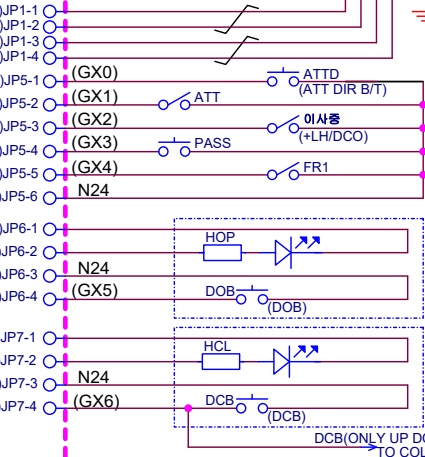 )JP1-1
)JP1-2
)JP1-3
)JP1-4
)JP5-1 (GX0) ATTD
(ATT DIR B/T)
)JP5-2 (GX1) ATT
)JP5-3 (GX2) 이사중
(+LH/DCO)
)JP5-4 (GX3) PASS
)JP5-5 (GX4) FR1
)JP5-6 N24
)JP6-1
HOP
)JP6-2
)JP6-3 N24
)JP6-4 (GX5) DOB
(DOB)
JP7-1
HCL
)JP7-2
)JP7-3 N24
)JP7-4 (GX6) DCB
(DCB)
DCB(ONLY UP DO
TO COL